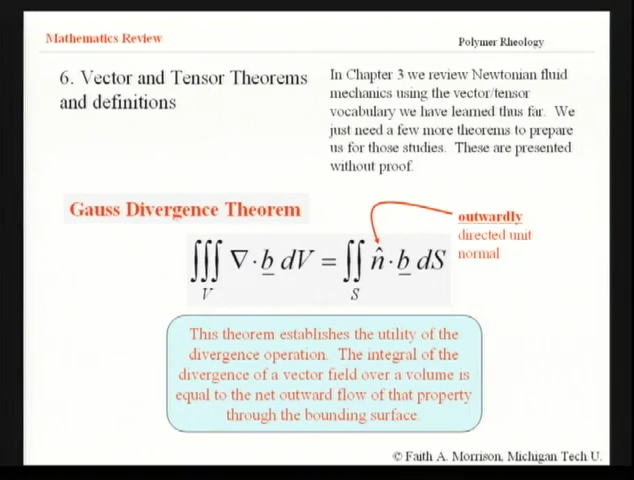 Mathematics Review
Polymer Rheology
6. Vector and Tensor Theorems
and definitions
In Chapter 3 we review Newtonian fluid
mechanics using the vector/tensor
vocabulary we have learned thus far. We
just need a few more theorems to prepare
us for those studies. These are presented
without proof.
Gauss Divergence Theorem
outwardly
directed unit
normal
∭ ∇ · b dV = ∬ n̂ · b dS
V S
This theorem establishes the utility of the
divergence operation. The integral of the
divergence of a vector field over a volume is
equal to the net outward flow of that property
through the bounding surface.
© Faith A. Morrison, Michigan Tech U.